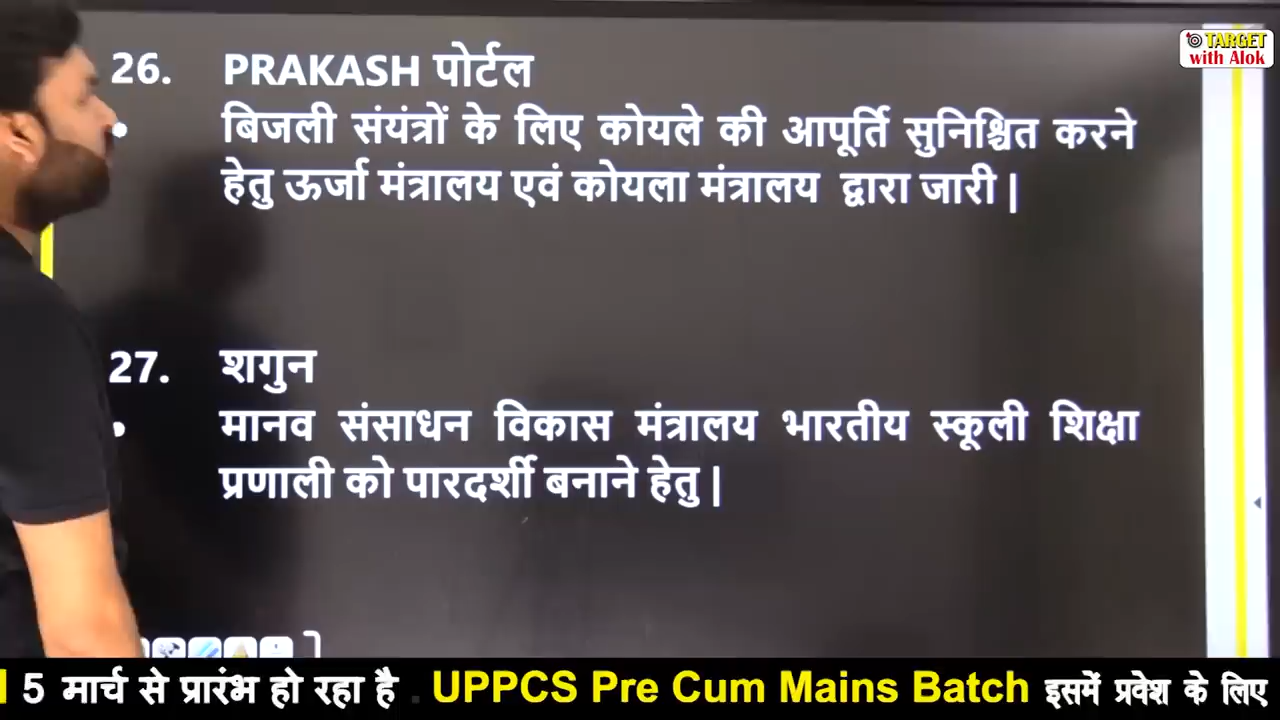 TARGET
with Alok
26. PRAKASH पोर्टल
• बिजली संयंत्रों के लिए कोयले की आपूर्ति सुनिश्चित करने
हेतु ऊर्जा मंत्रालय एवं कोयला मंत्रालय द्वारा जारी |
27. शगुन
• मानव संसाधन विकास मंत्रालय भारतीय स्कूली शिक्षा
प्रणाली को पारदर्शी बनाने हेतु |
5 मार्च से प्रारंभ हो रहा है . UPPCS Pre Cum Mains Batch इसमें प्रवेश के लिए